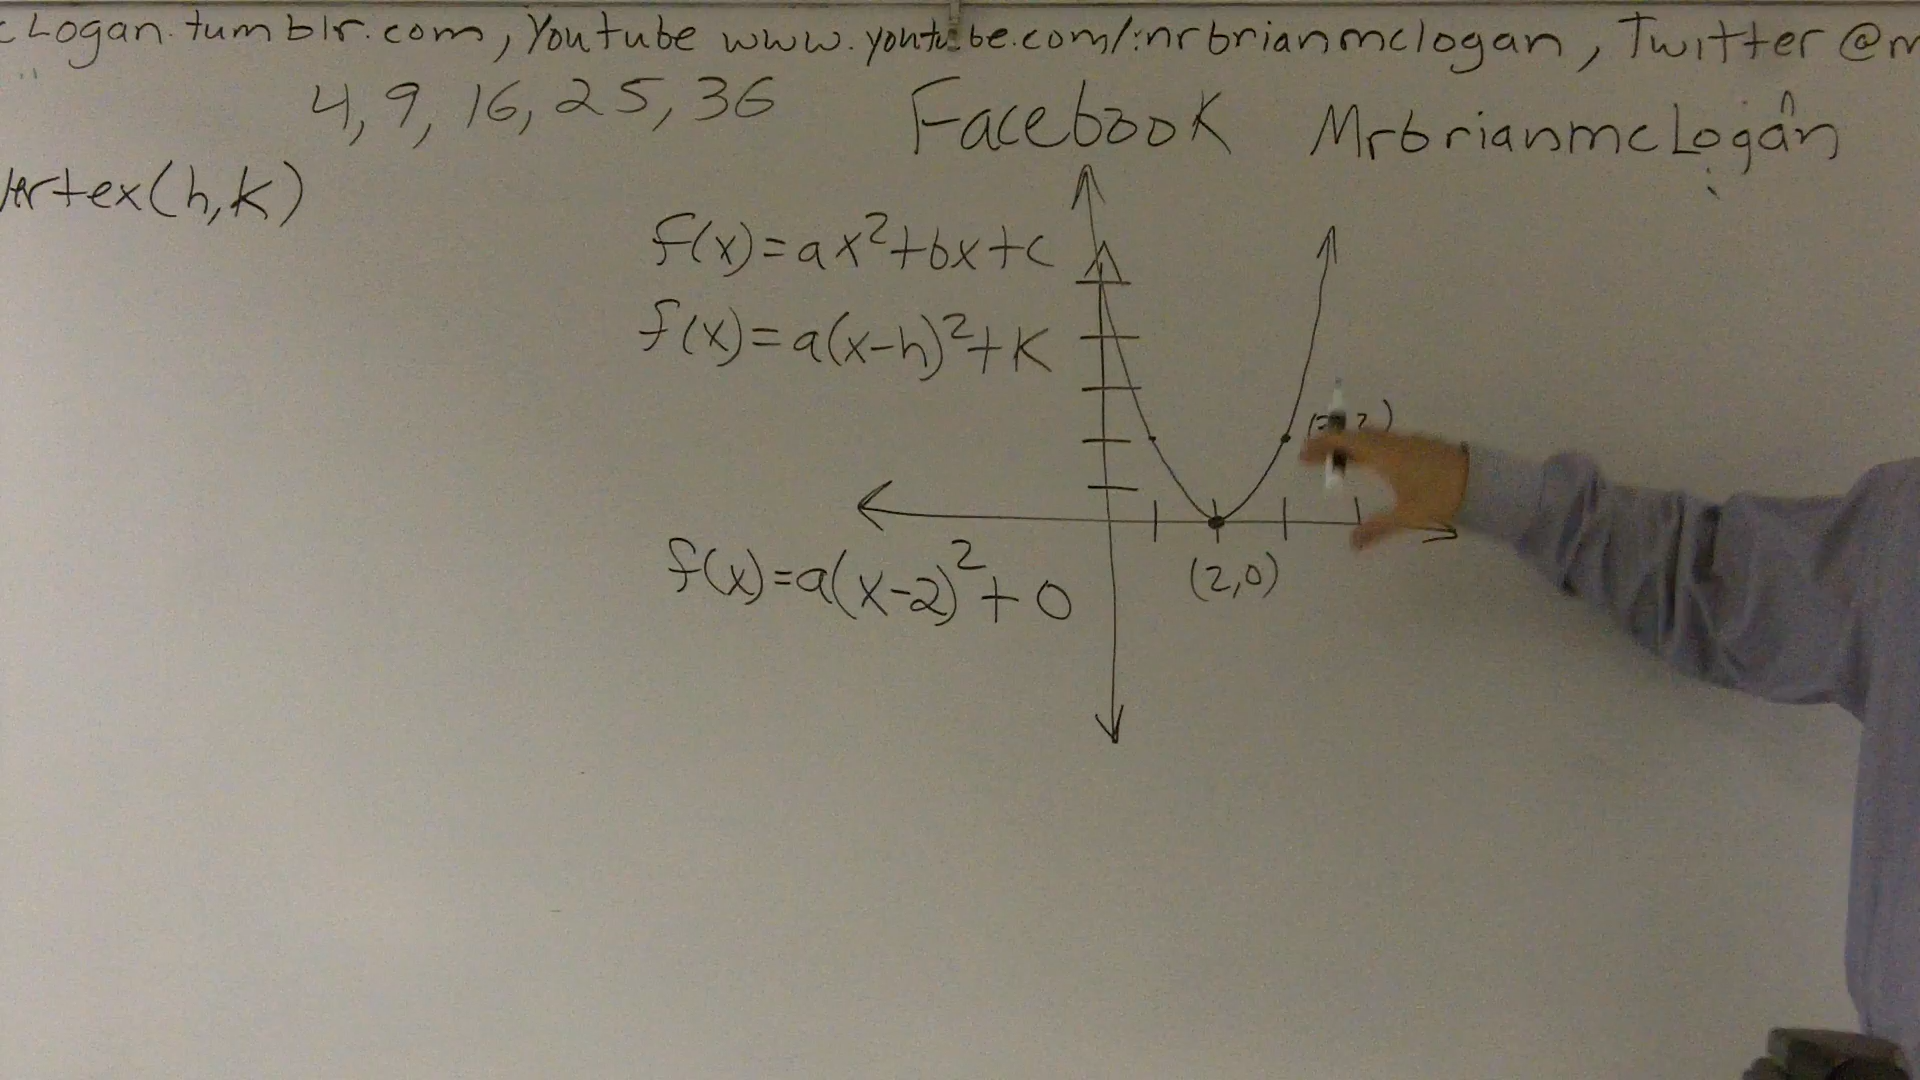 cLogan.tumblr.com, Youtube www.youtube.com/mrbrianmclogan, Twitter @m
4, 9, 16, 25, 36
Facebook MrbrianmcLogan
Vertex (h,k)
f(x)=ax²+bx+c
f(x)=a(x-h)²+k
f(x)=a(x-2)²+0
(2,0)